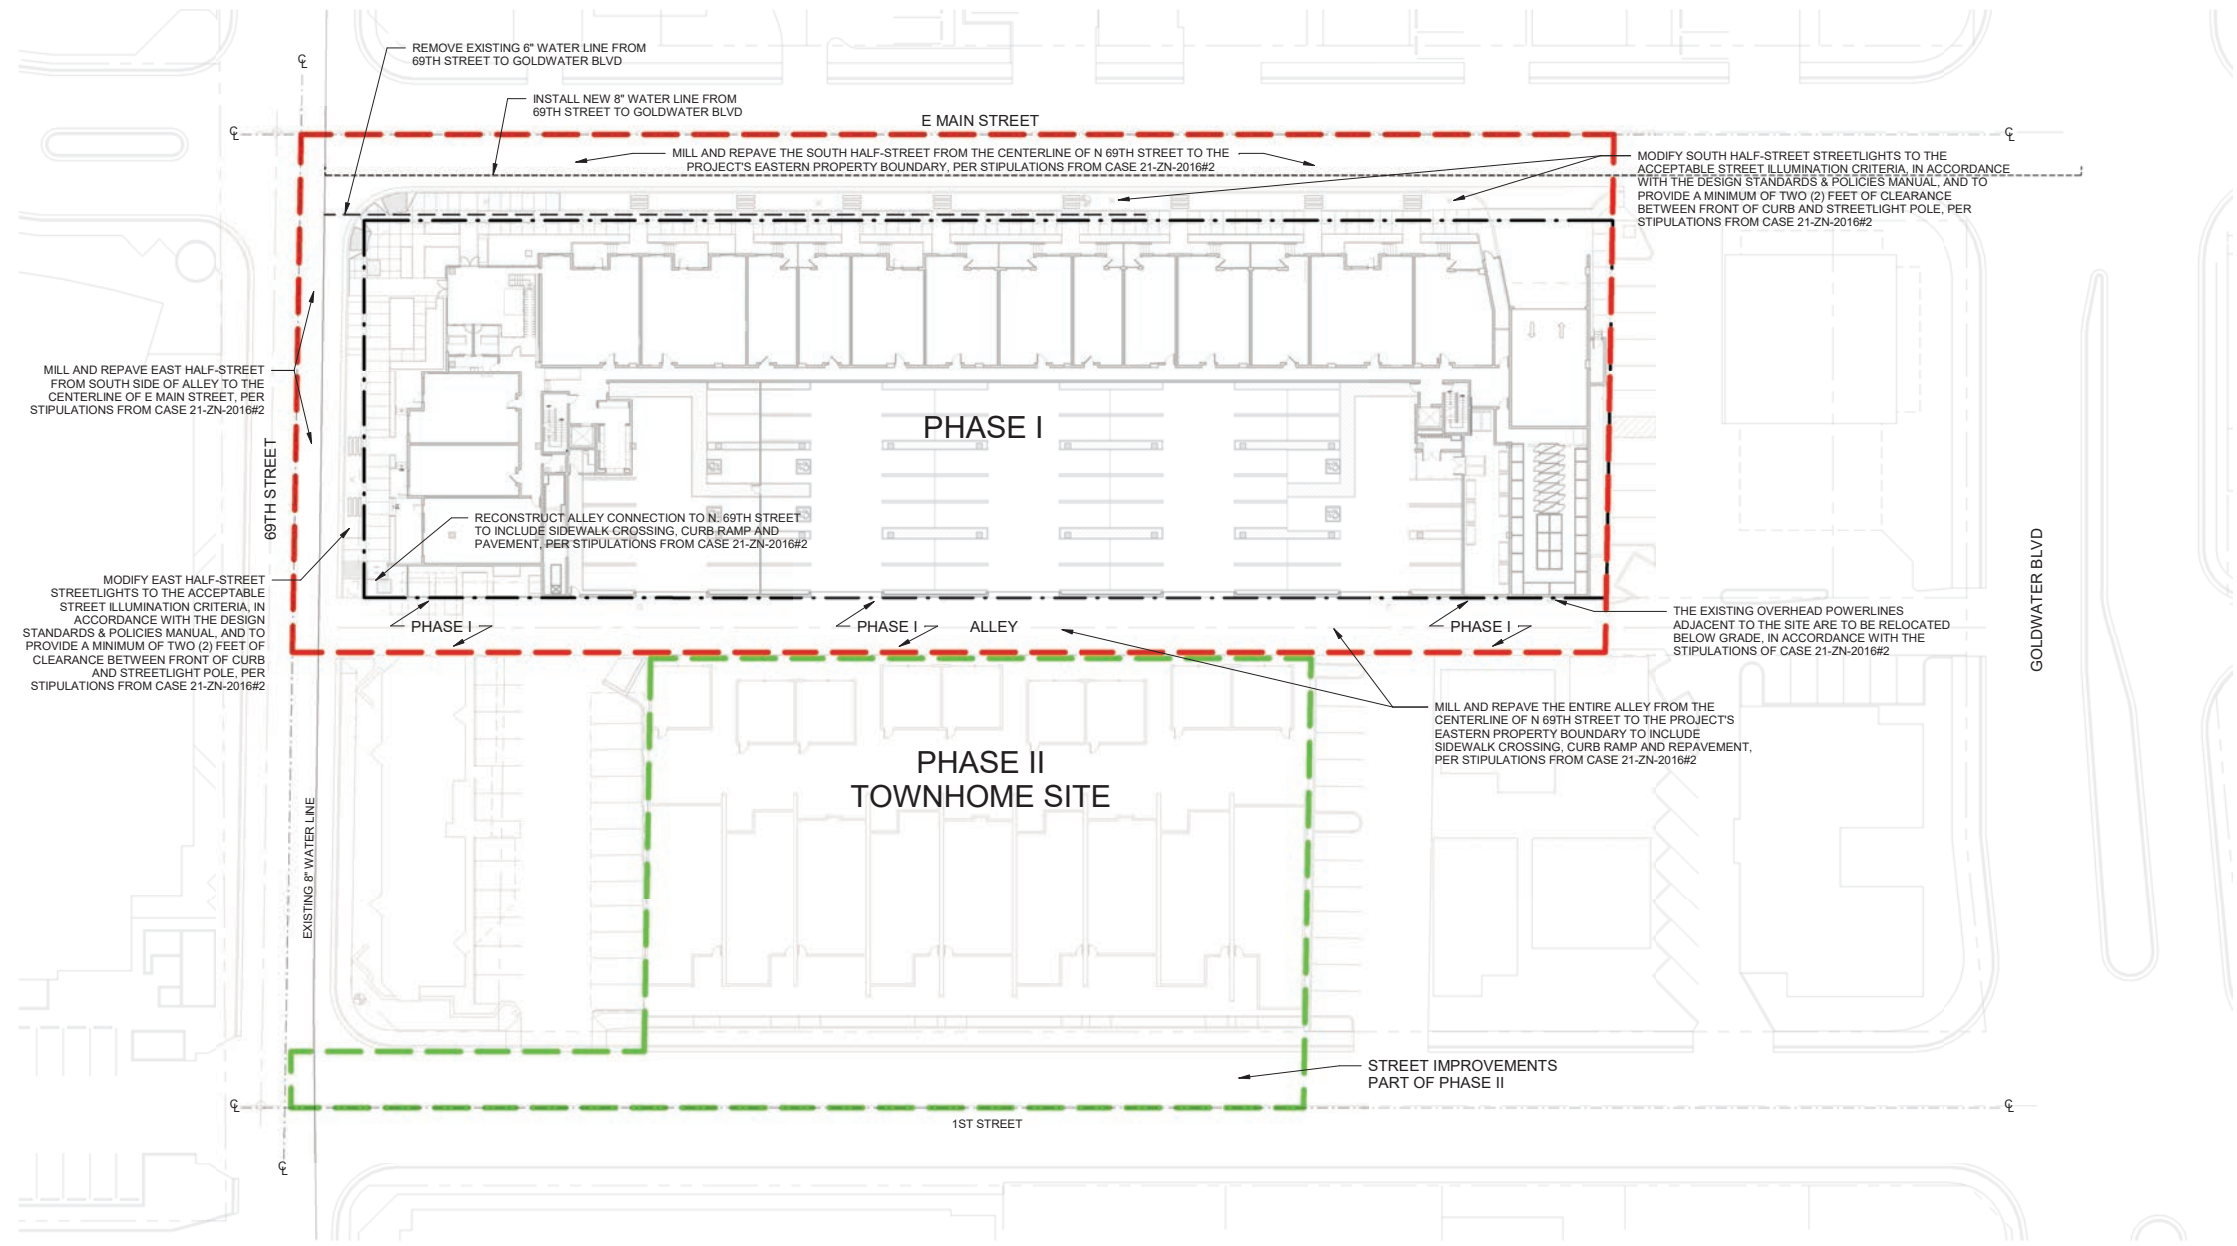 REMOVE EXISTING 6" WATER LINE FROM
69TH STREET TO GOLDWATER BLVD
INSTALL NEW 8" WATER LINE FROM
69TH STREET TO GOLDWATER BLVD
E MAIN STREET
MILL AND REPAVE THE SOUTH HALF-STREET FROM THE CENTERLINE OF N 69TH STREET TO THE
PROJECT'S EASTERN PROPERTY BOUNDARY, PER STIPULATIONS FROM CASE 21-ZN-2016#2
MODIFY SOUTH HALF-STREET STREETLIGHTS TO THE
ACCEPTABLE STREET ILLUMINATION CRITERIA, IN ACCORDANCE
WITH THE DESIGN STANDARDS & POLICIES MANUAL, AND TO
PROVIDE A MINIMUM OF TWO (2) FEET OF CLEARANCE
BETWEEN FRONT OF CURB AND STREETLIGHT POLE, PER
STIPULATIONS FROM CASE 21-ZN-2016#2
MILL AND REPAVE EAST HALF-STREET
FROM SOUTH SIDE OF ALLEY TO THE
CENTERLINE OF E MAIN STREET, PER
STIPULATIONS FROM CASE 21-ZN-2016#2
PHASE I
69TH STREET
RECONSTRUCT ALLEY CONNECTION TO N. 69TH STREET
TO INCLUDE SIDEWALK CROSSING, CURB RAMP AND
PAVEMENT, PER STIPULATIONS FROM CASE 21-ZN-2016#2
MODIFY EAST HALF-STREET
STREETLIGHTS TO THE ACCEPTABLE
STREET ILLUMINATION CRITERIA, IN
ACCORDANCE WITH THE DESIGN
STANDARDS & POLICIES MANUAL, AND TO
PROVIDE A MINIMUM OF TWO (2) FEET OF
CLEARANCE BETWEEN FRONT OF CURB
AND STREETLIGHT POLE, PER
STIPULATIONS FROM CASE 21-ZN-2016#2
PHASE I
PHASE I
ALLEY
PHASE I
THE EXISTING OVERHEAD POWERLINES
ADJACENT TO THE SITE ARE TO BE RELOCATED
BELOW GRADE, IN ACCORDANCE WITH THE
STIPULATIONS OF CASE 21-ZN-2016#2
GOLDWATER BLVD
MILL AND REPAVE THE ENTIRE ALLEY FROM THE
CENTERLINE OF N 69TH STREET TO THE PROJECT'S
EASTERN PROPERTY BOUNDARY TO INCLUDE
SIDEWALK CROSSING, CURB RAMP AND REPAVEMENT,
PER STIPULATIONS FROM CASE 21-ZN-2016#2
PHASE II
TOWNHOME SITE
EXISTING 8" WATER LINE
STREET IMPROVEMENTS
PART OF PHASE II
1ST STREET